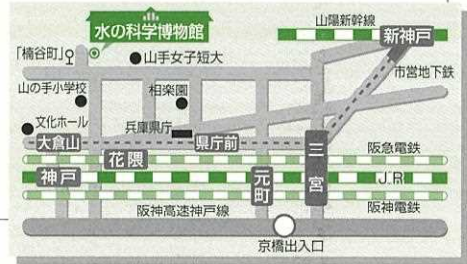 水の科学博物館
山陽新幹線
新神戸
「楠谷町」
山手女子短大
市営地下鉄
山の手小学校
相楽園
文化ホール
兵庫県庁
大倉山
県庁前
三宮
阪急電鉄
花隈
神戸
元町
JR
阪神高速神戸線
阪神電鉄
京橋出入口